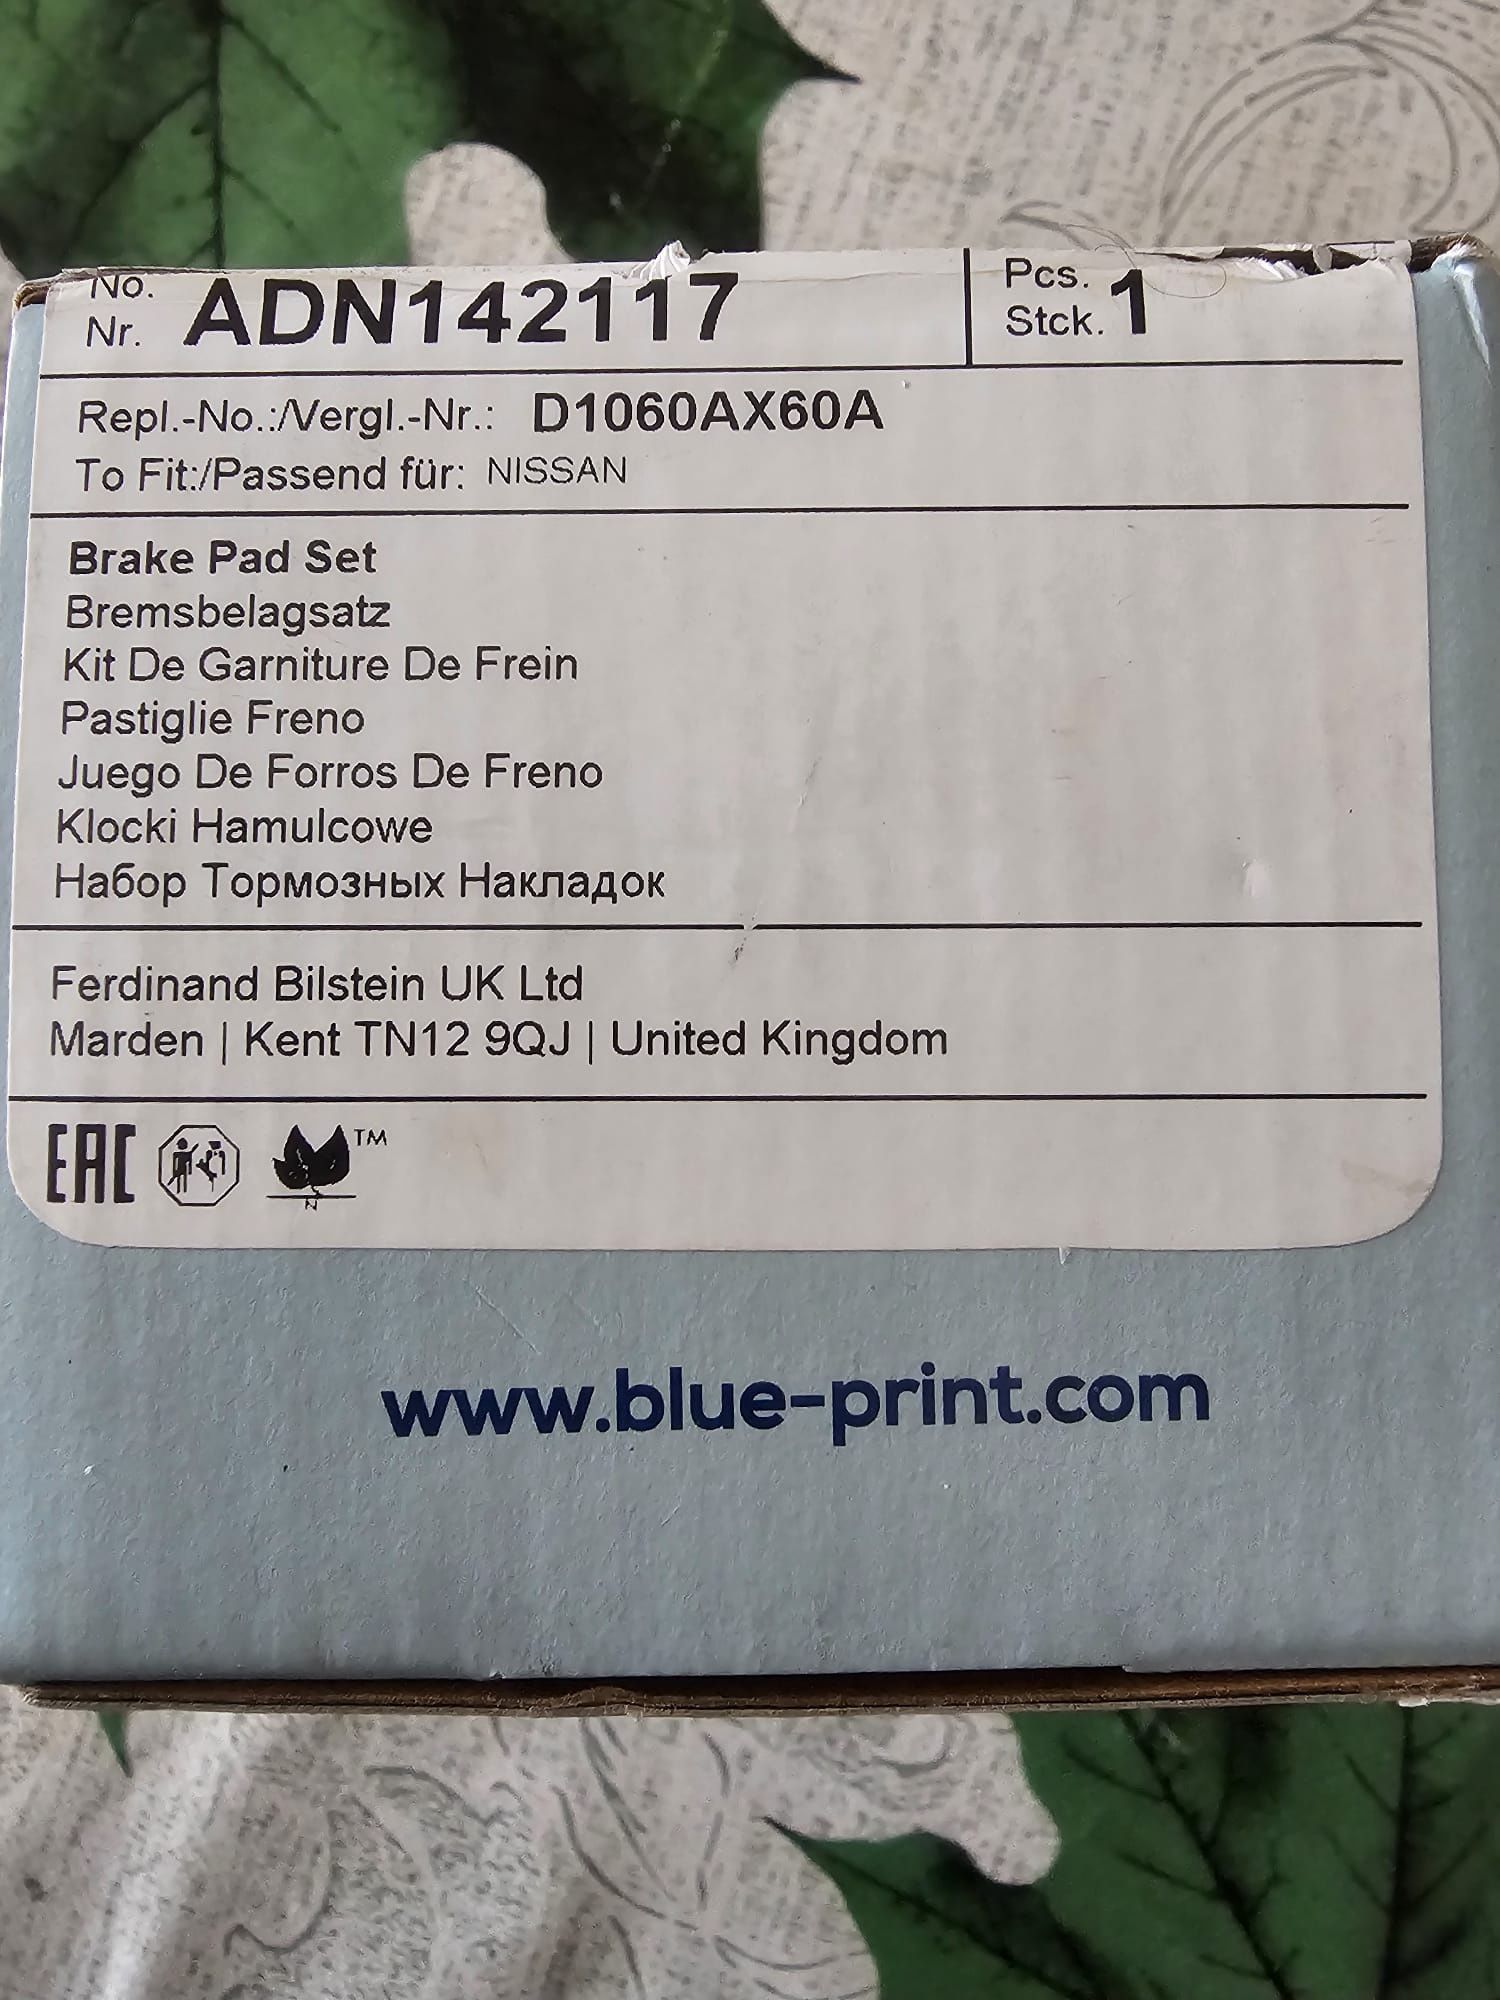 No.
Nr. ADN142117
Pcs.
Stck. 1
Repl.-No.:/Vergl.-Nr.: D1060AX60A
To Fit:/Passend für: NISSAN
Brake Pad Set
Bremsbelagsatz
Kit De Garniture De Frein
Pastiglie Freno
Juego De Forros De Freno
Klocki Hamulcowe
Набор Тормозных Накладок
Ferdinand Bilstein UK Ltd
Marden | Kent TN12 9QJ | United Kingdom
EAC
TM
N
www.blue-print.com